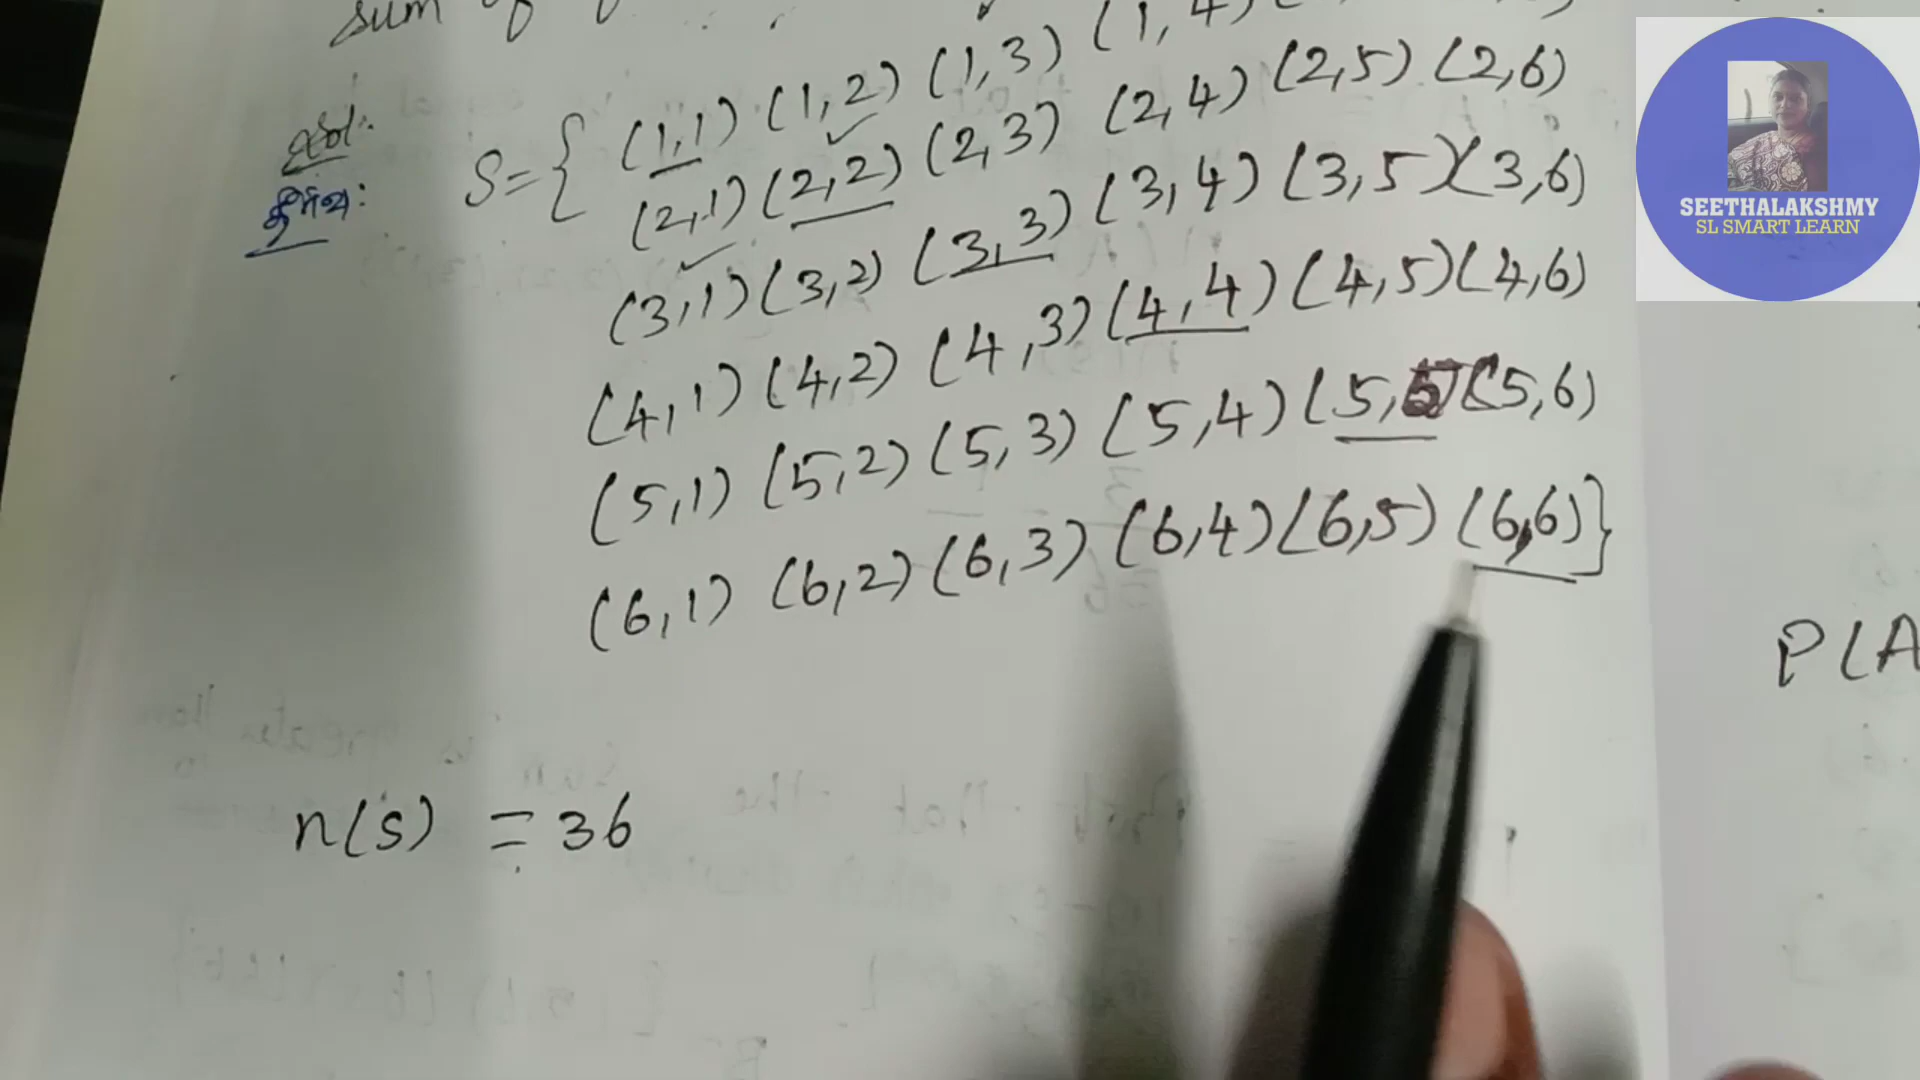 sum of
Sol:
தீர்வு:
S = { (1,1) (1,2) (1,3) (1,4)
(2,1) (2,2) (2,3) (2,4) (2,5) (2,6)
(3,1) (3,2) (3,3) (3,4) (3,5) (3,6)
(4,1) (4,2) (4,3) (4,4) (4,5) (4,6)
(5,1) (5,2) (5,3) (5,4) (5,5) (5,6)
(6,1) (6,2) (6,3) (6,4) (6,5) (6,6) }
n(s) = 36
P(A
SEETHALAKSHMY
SL SMART LEARN